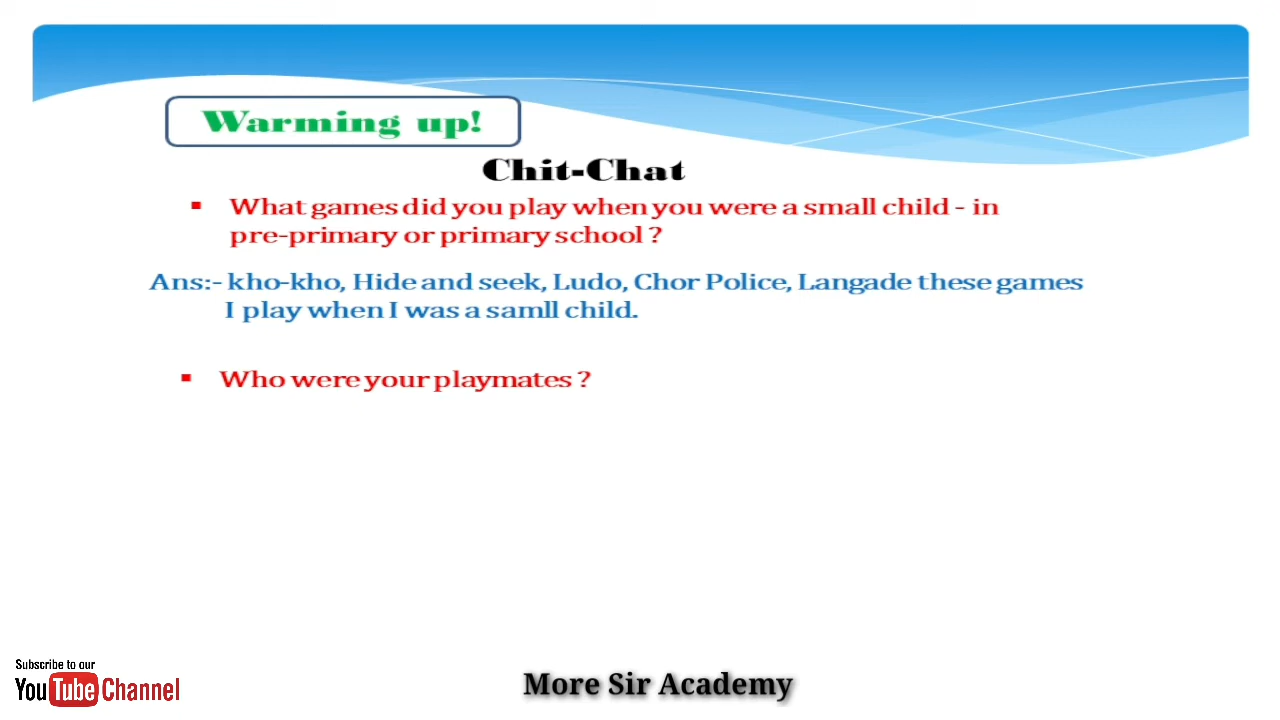 Warming up!
Chit-Chat
▪ What games did you play when you were a small child - in
pre-primary or primary school ?
Ans:- kho-kho, Hide and seek, Ludo, Chor Police, Langade these games
I play when I was a samll child.
▪ Who were your playmates ?
Subscribe to our
YouTube Channel
More Sir Academy